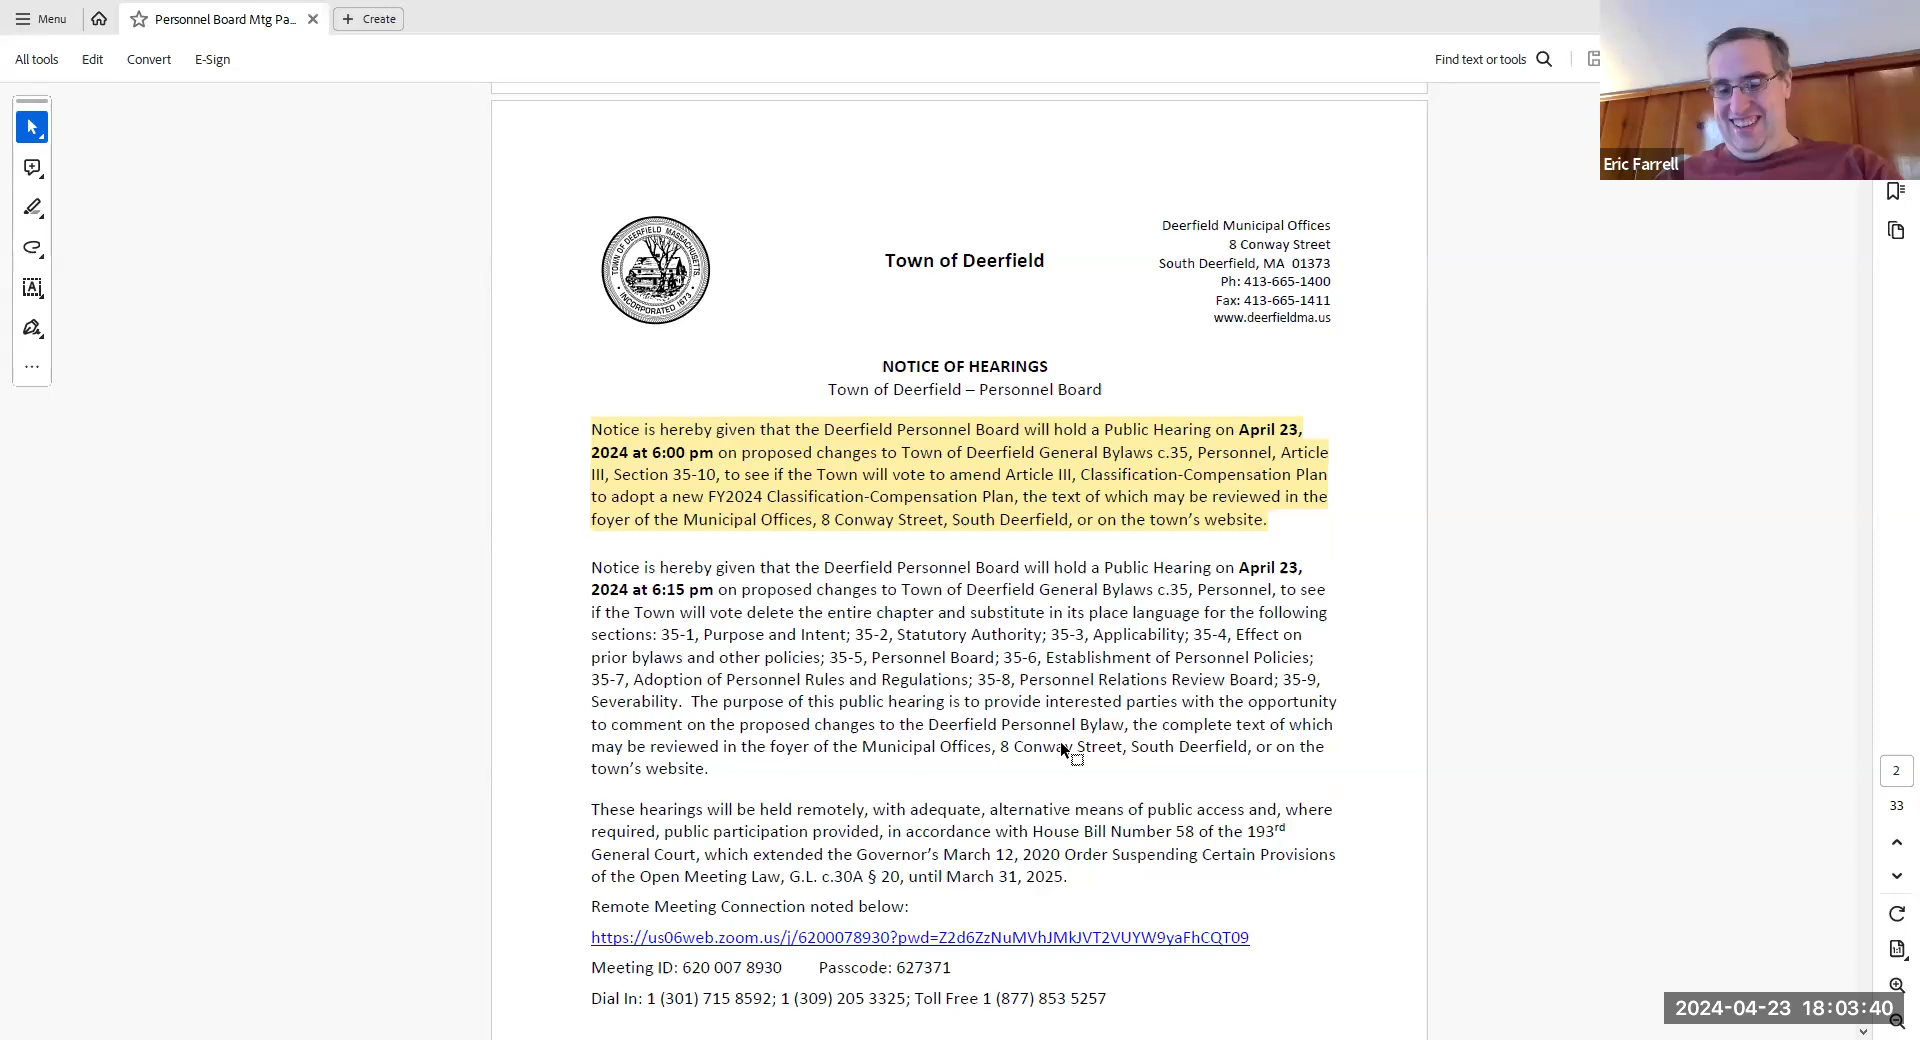 Menu
Personnel Board Mtg Pa...
Create
All tools
Edit
Convert
E-Sign
Find text or tools
Eric Farrell
TOWN OF DEERFIELD MASSACHUSETTS
INCORPORATED 1673
Town of Deerfield
Deerfield Municipal Offices
8 Conway Street
South Deerfield, MA 01373
Ph: 413-665-1400
Fax: 413-665-1411
www.deerfieldma.us
NOTICE OF HEARINGS
Town of Deerfield – Personnel Board
Notice is hereby given that the Deerfield Personnel Board will hold a Public Hearing on April 23,
2024 at 6:00 pm on proposed changes to Town of Deerfield General Bylaws c.35, Personnel, Article
III, Section 35-10, to see if the Town will vote to amend Article III, Classification-Compensation Plan
to adopt a new FY2024 Classification-Compensation Plan, the text of which may be reviewed in the
foyer of the Municipal Offices, 8 Conway Street, South Deerfield, or on the town's website.
Notice is hereby given that the Deerfield Personnel Board will hold a Public Hearing on April 23,
2024 at 6:15 pm on proposed changes to Town of Deerfield General Bylaws c.35, Personnel, to see
if the Town will vote delete the entire chapter and substitute in its place language for the following
sections: 35-1, Purpose and Intent; 35-2, Statutory Authority; 35-3, Applicability; 35-4, Effect on
prior bylaws and other policies; 35-5, Personnel Board; 35-6, Establishment of Personnel Policies;
35-7, Adoption of Personnel Rules and Regulations; 35-8, Personnel Relations Review Board; 35-9,
Severability.  The purpose of this public hearing is to provide interested parties with the opportunity
to comment on the proposed changes to the Deerfield Personnel Bylaw, the complete text of which
may be reviewed in the foyer of the Municipal Offices, 8 Conway Street, South Deerfield, or on the
town's website.
These hearings will be held remotely, with adequate, alternative means of public access and, where
required, public participation provided, in accordance with House Bill Number 58 of the 193rd
General Court, which extended the Governor's March 12, 2020 Order Suspending Certain Provisions
of the Open Meeting Law, G.L. c.30A § 20, until March 31, 2025.
Remote Meeting Connection noted below:
https://us06web.zoom.us/j/6200078930?pwd=Z2d6ZzNuMVhJMkJVT2VUYW9yaFhCQT09
Meeting ID: 620 007 8930 Passcode: 627371
Dial In: 1 (301) 715 8592; 1 (309) 205 3325; Toll Free 1 (877) 853 5257
2
33
2024-04-23 18:03:40